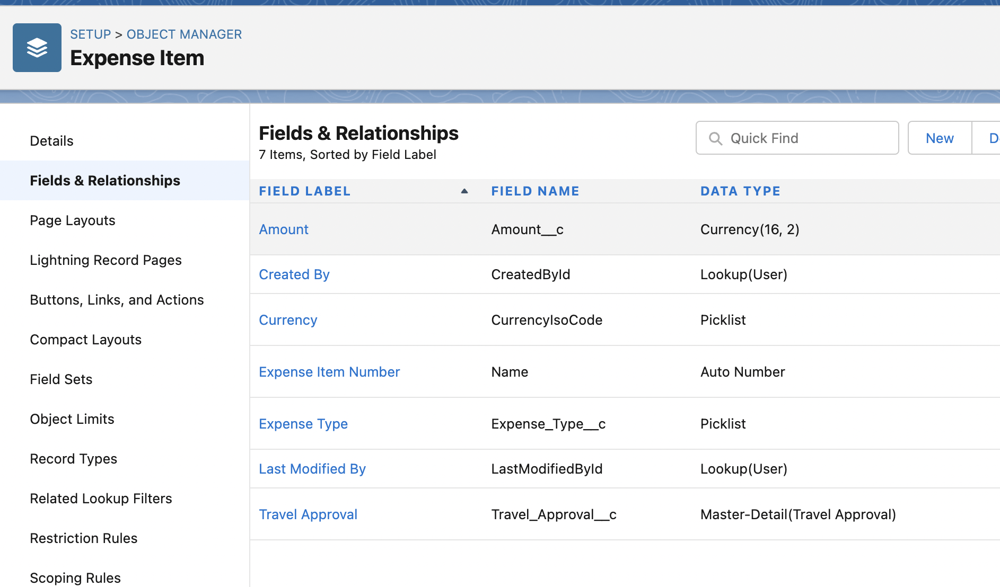 SETUP > OBJECT MANAGER
Expense Item
Details
Fields & Relationships
Page Layouts
Lightning Record Pages
Buttons, Links, and Actions
Compact Layouts
Field Sets
Object Limits
Record Types
Related Lookup Filters
Restriction Rules
Scoping Rules
Fields & Relationships
7 Items, Sorted by Field Label
Quick Find
New
FIELD LABEL FIELD NAME DATA TYPE
Amount Amount__c Currency(16, 2)
Created By CreatedById Lookup(User)
Currency CurrencyIsoCode Picklist
Expense Item Number Name Auto Number
Expense Type Expense_Type__c Picklist
Last Modified By LastModifiedById Lookup(User)
Travel Approval Travel_Approval__c Master-Detail(Travel Approval)